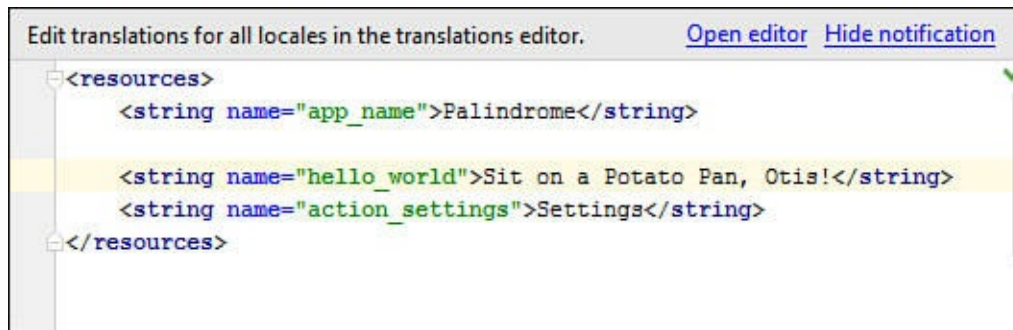 Edit translations for all locales in the translations editor. Open editor Hide notification
<resources>
<string name="app_name">Palindrome</string>
<string name="hello_world">Sit on a Potato Pan, Otis!</string>
<string name="action_settings">Settings</string>
</resources>